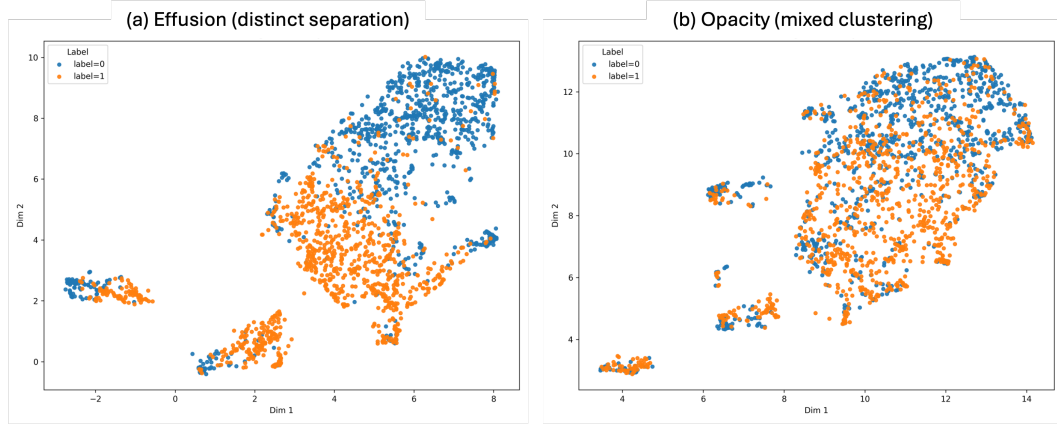 (a) Effusion (distinct separation)
Label
label=0
label=1
10
8
6
4
2
0
Dim 2
−2
0
2
4
6
8
Dim 1
(b) Opacity (mixed clustering)
Label
label=0
label=1
12
10
8
6
4
Dim 2
4
6
8
10
12
14
Dim 1